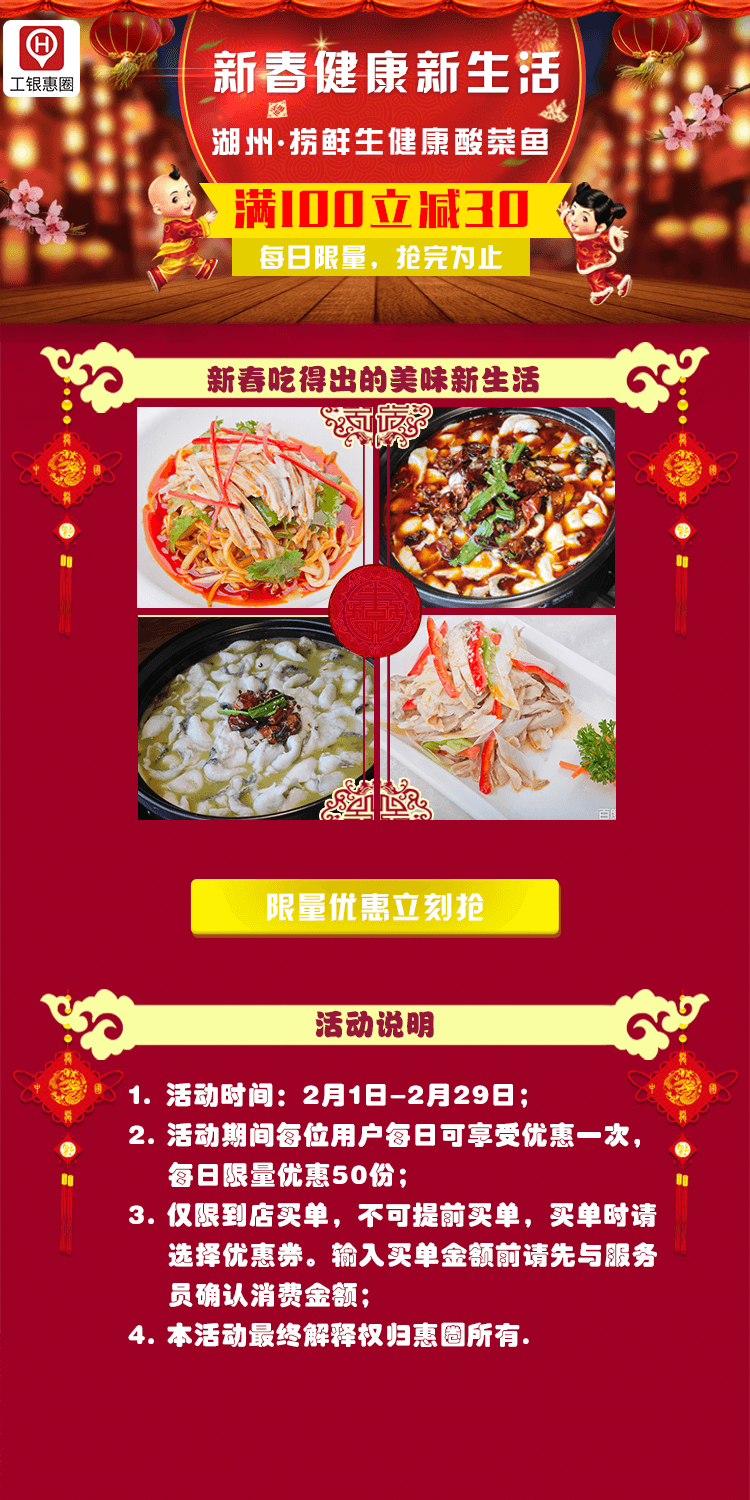 工银惠圈
新春健康新生活
湖州·捞鲜生健康酸菜鱼
满100立减30
每日限量，抢完为止
新春吃得出的美味新生活
限量优惠立刻抢
活动说明
1. 活动时间：2月1日-2月29日；
2. 活动期间每位用户每日可享受优惠一次，
每日限量优惠50份；
3. 仅限到店买单，不可提前买单，买单时请
选择优惠券。输入买单金额前请先与服务
员确认消费金额；
4. 本活动最终解释权归惠圈所有.